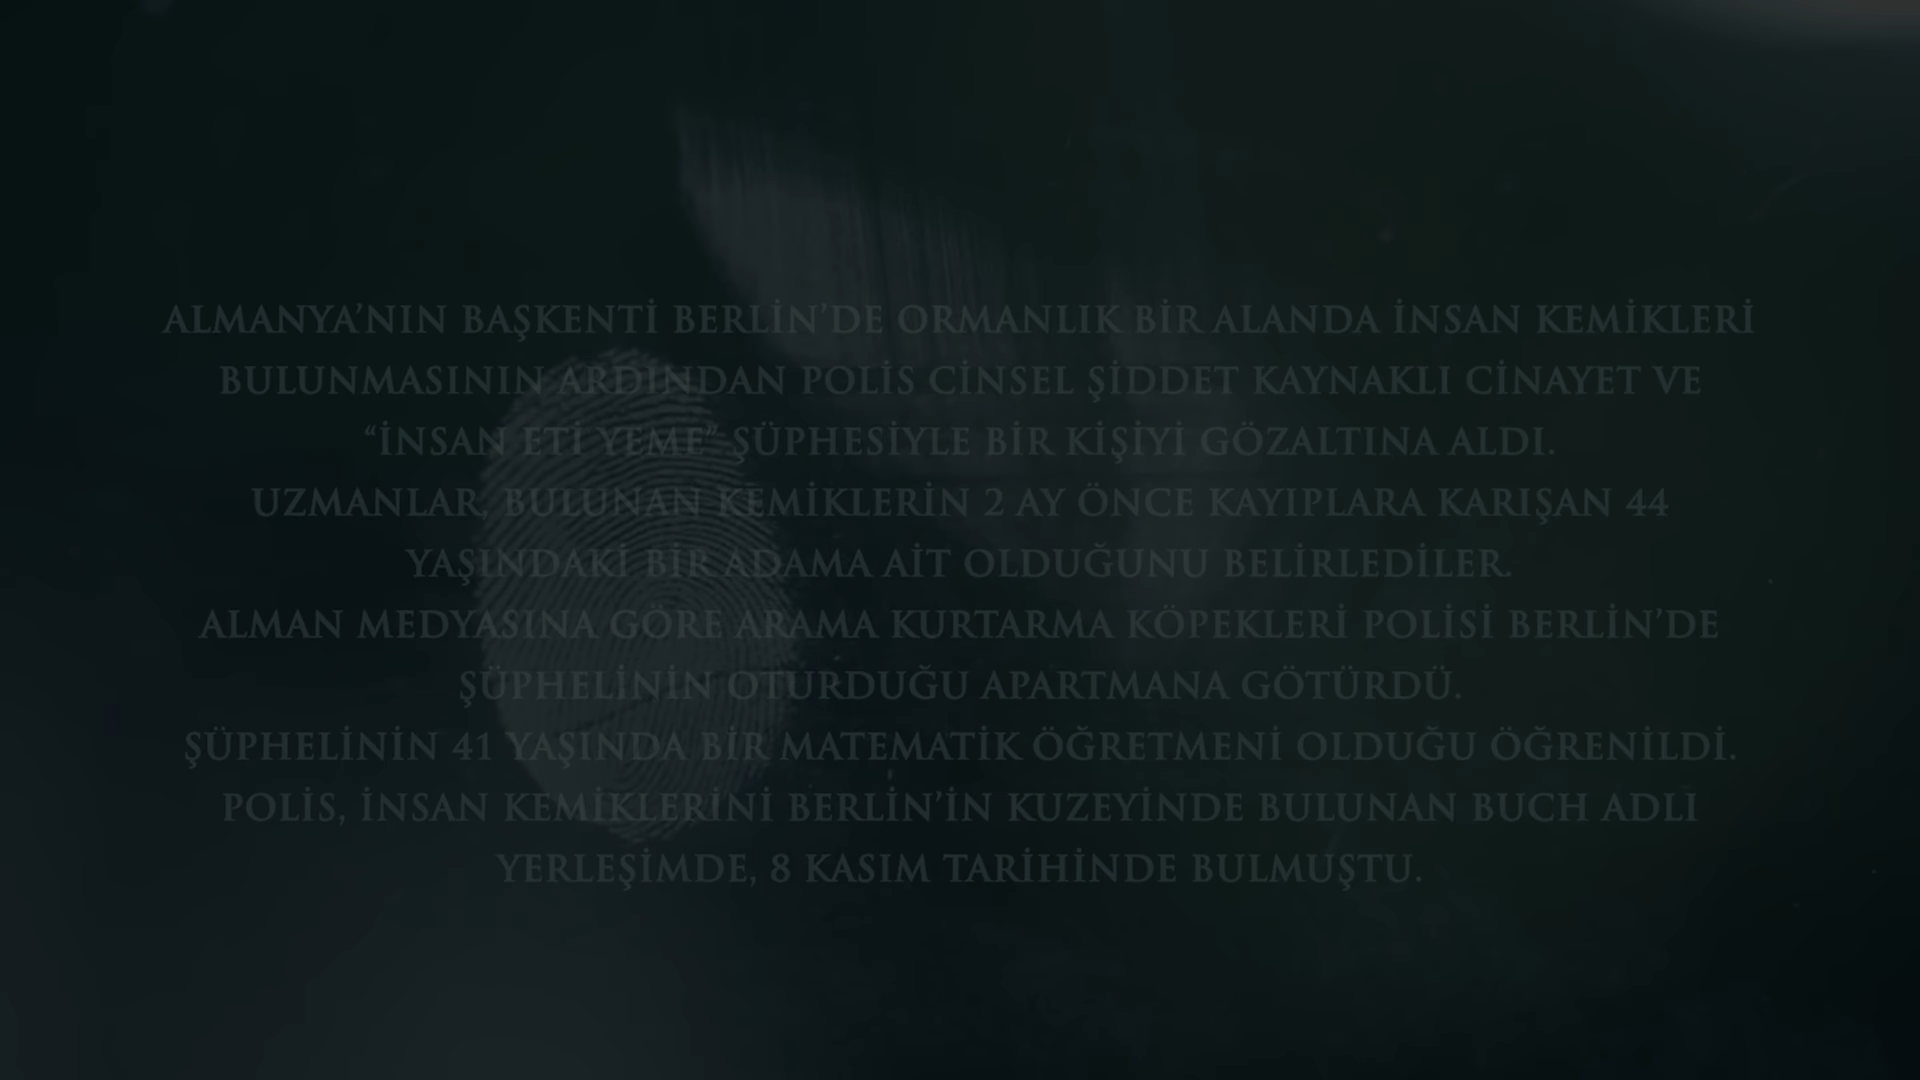 ALMANYA’NIN BAŞKENTİ BERLİN’DE ORMANLIK BİR ALANDA İNSAN KEMİKLERİ
BULUNMASININ ARDINDAN POLİS CİNSEL ŞİDDET KAYNAKLI CİNAYET VE
“İNSAN ETİ YEME” ŞÜPHESİYLE BİR KİŞİYİ GÖZALTINA ALDI.
UZMANLAR, BULUNAN KEMİKLERİN 2 AY ÖNCE KAYIPLARA KARIŞAN 44
YAŞINDAKİ BİR ADAMA AİT OLDUĞUNU BELİRLEDİLER.
ALMAN MEDYASINA GÖRE ARAMA KURTARMA KÖPEKLERİ POLİSİ BERLİN’DE
ŞÜPHELİNİN OTURDUĞU APARTMANA GÖTÜRDÜ.
ŞÜPHELİNİN 41 YAŞINDA BİR MATEMATİK ÖĞRETMENİ OLDUĞU ÖĞRENİLDİ.
POLİS, İNSAN KEMİKLERİNİ BERLİN’İN KUZEYİNDE BULUNAN BUCH ADLI
YERLEŞİMDE, 8 KASIM TARİHİNDE BULMUŞTU.